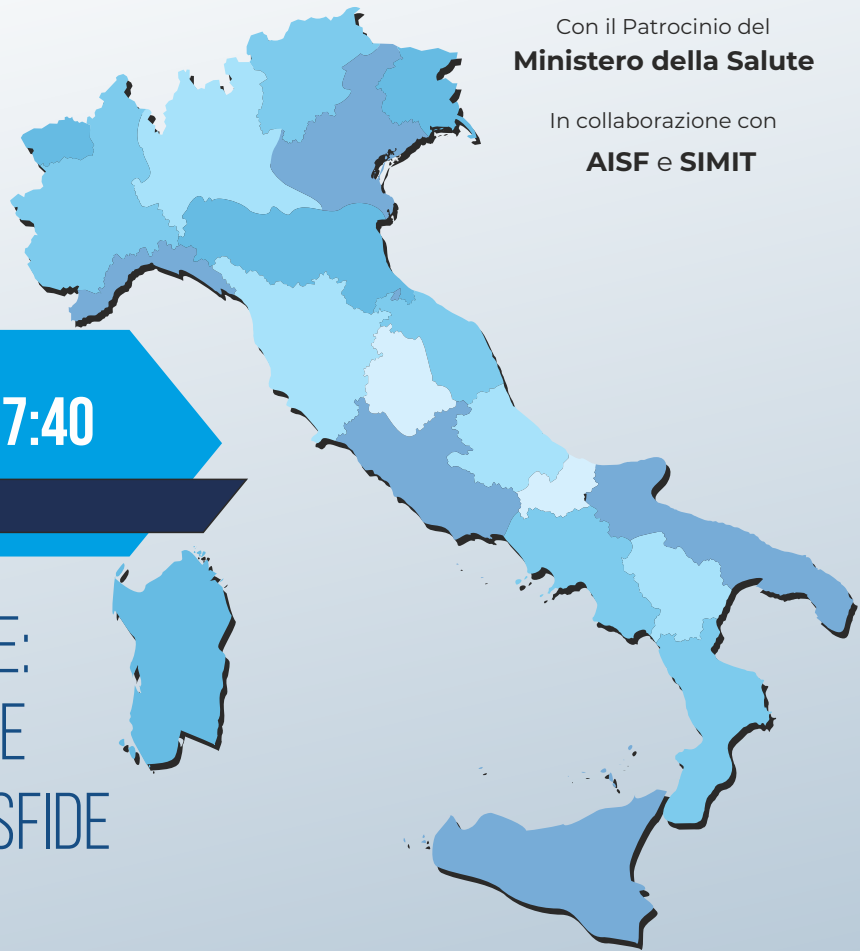 Con il Patrocinio del
Ministero della Salute
In collaborazione con
AISF e SIMIT
7:40
E:
E
SFIDE